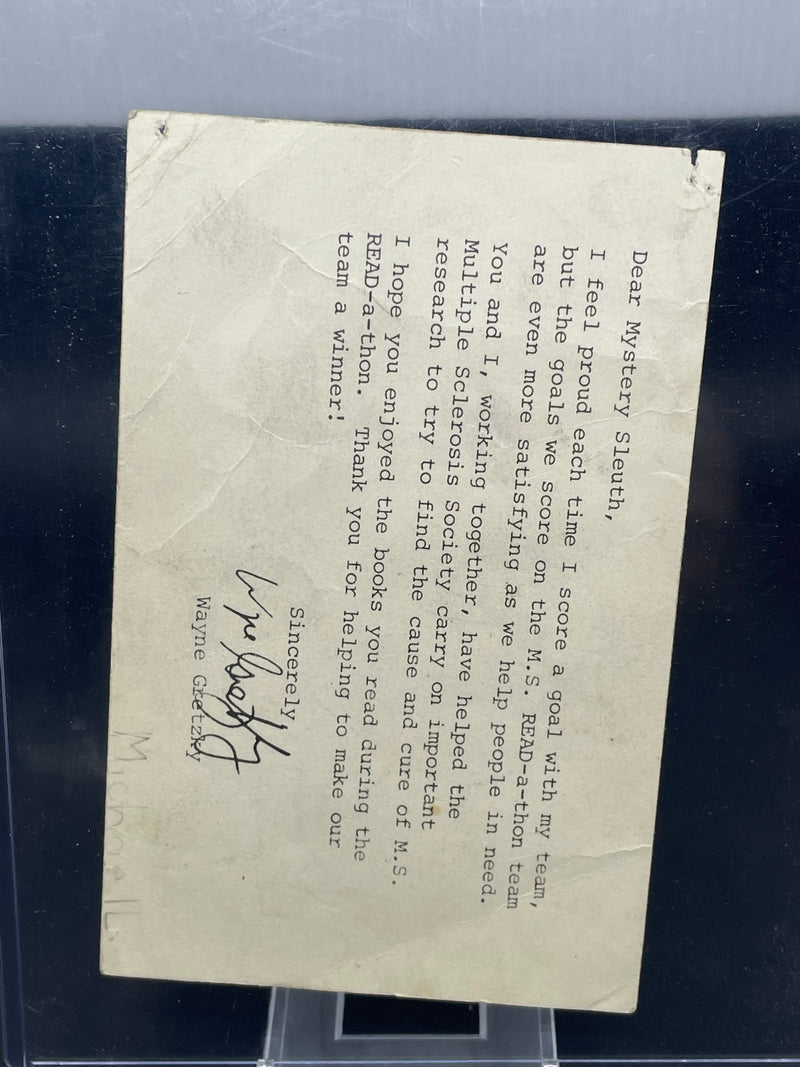 Dear Mystery Sleuth,
I feel proud each time I score a goal with my team,
but the goals we score on the M.S. READ-a-thon team
are even more satisfying as we help people in need.
You and I, working together, have helped the
Multiple Sclerosis Society carry on important
research to try to find the cause and cure of M.S.
I hope you enjoyed the books you read during the
READ-a-thon. Thank you for helping to make our
team a winner!
Sincerely
Wayne Gretzky
Wayne Gretzky
Michael L.